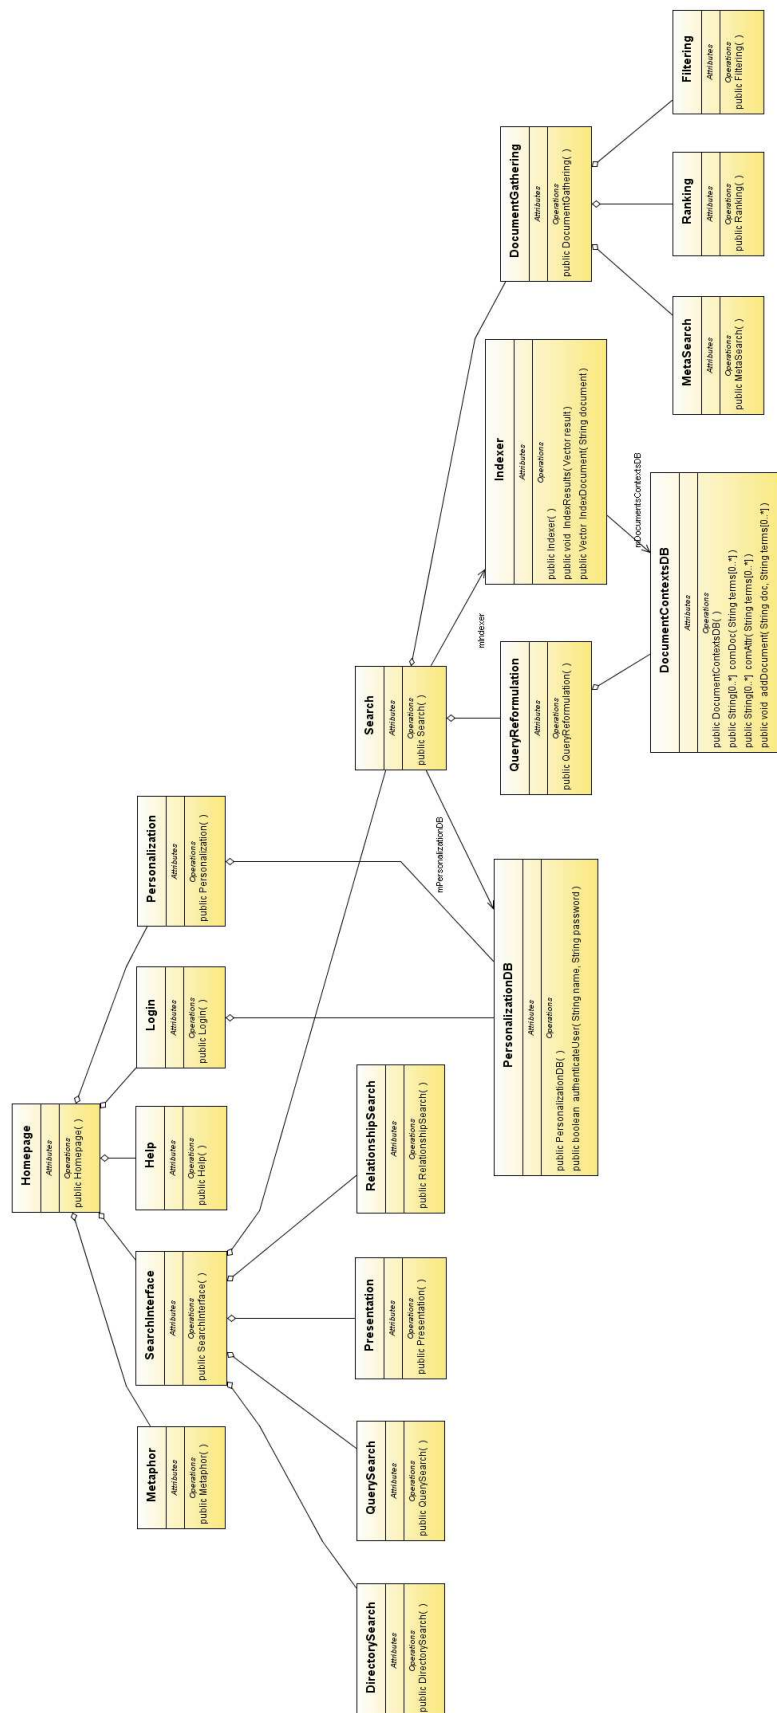 Homepage
Attributes
Operations
public Homepage( )
Metaphor
Attributes
Operations
public Metaphor( )
SearchInterface
Attributes
Operations
public SearchInterface( )
Help
Attributes
Operations
public Help( )
Login
Attributes
Operations
public Login( )
Personalization
Attributes
Operations
public Personalization( )
DirectorySearch
Attributes
Operations
public DirectorySearch( )
QuerySearch
Attributes
Operations
public QuerySearch( )
Presentation
Attributes
Operations
public Presentation( )
RelationshipSearch
Attributes
Operations
public RelationshipSearch( )
Search
Attributes
Operations
public Search( )
mPersonalizationDB
mIndexer
PersonalizationDB
Attributes
Operations
public PersonalizationDB( )
public boolean authenticateUser( String name, String password )
QueryReformulation
Attributes
Operations
public QueryReformulation( )
Indexer
Attributes
Operations
public Indexer( )
public void IndexResults( Vector result )
public Vector IndexDocument( String document )
DocumentGathering
Attributes
Operations
public DocumentGathering( )
mDocumentsContextsDB
DocumentContextsDB
Attributes
Operations
public DocumentContextsDB( )
public String[0..*] comDoc( String terms[0..*] )
public String[0..*] comAttr( String terms[0..*] )
public void addDocument( String doc, String terms[0..*] )
MetaSearch
Attributes
Operations
public MetaSearch( )
Ranking
Attributes
Operations
public Ranking( )
Filtering
Attributes
Operations
public Filtering( )